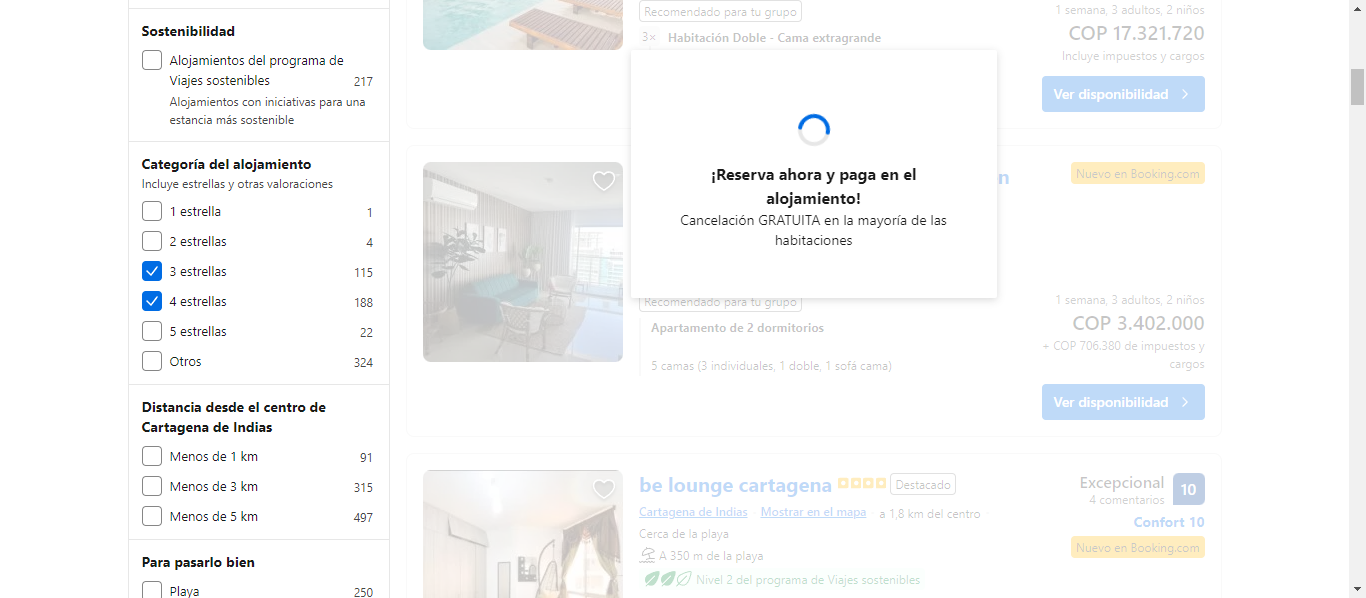 Sostenibilidad
Alojamientos del programa de
Viajes sostenibles 217
Alojamientos con iniciativas para una
estancia más sostenible
Categoría del alojamiento
Incluye estrellas y otras valoraciones
1 estrella 1
2 estrellas 4
3 estrellas 115
4 estrellas 188
5 estrellas 22
Otros 324
Distancia desde el centro de
Cartagena de Indias
Menos de 1 km 91
Menos de 3 km 315
Menos de 5 km 497
Para pasarlo bien
Playa 250
Recomendado para tu grupo
3× Habitación Doble - Cama extragrande
1 semana, 3 adultos, 2 niños
COP 17.321.720
Incluye impuestos y cargos
Ver disponibilidad
¡Reserva ahora y paga en el
alojamiento!
Cancelación GRATUITA en la mayoría de las
habitaciones
n
Nuevo en Booking.com
Recomendado para tu grupo
Apartamento de 2 dormitorios
5 camas (3 individuales, 1 doble, 1 sofá cama)
1 semana, 3 adultos, 2 niños
COP 3.402.000
+ COP 706.380 de impuestos y
cargos
Ver disponibilidad
be lounge cartagena Destacado
Cartagena de Indias Mostrar en el mapa a 1,8 km del centro
Cerca de la playa
A 350 m de la playa
Nivel 2 del programa de Viajes sostenibles
Excepcional 10
4 comentarios
Confort 10
Nuevo en Booking.com